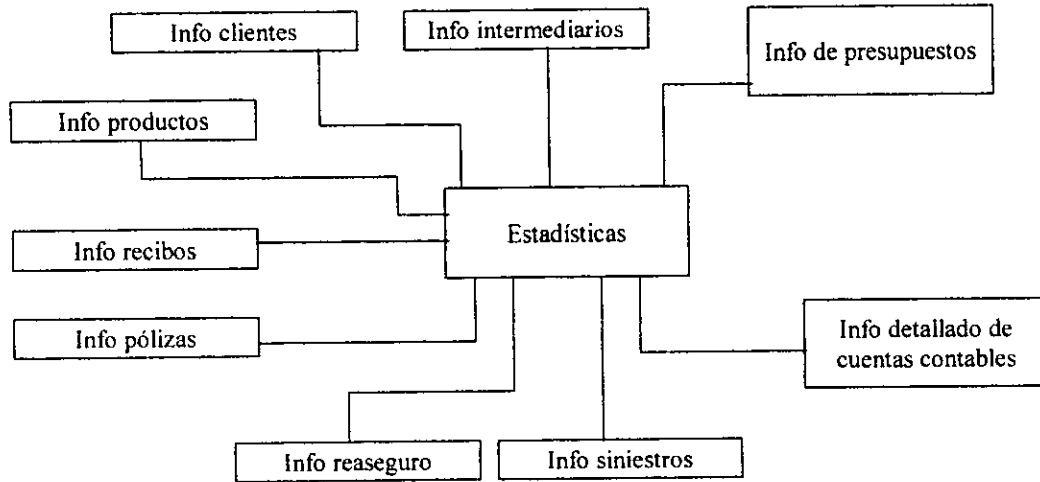 Info clientes
Info intermediarios
Info de presupuestos
Info productos
Estadísticas
Info recibos
Info pólizas
Info detallado de
cuentas contables
Info reaseguro
Info siniestros